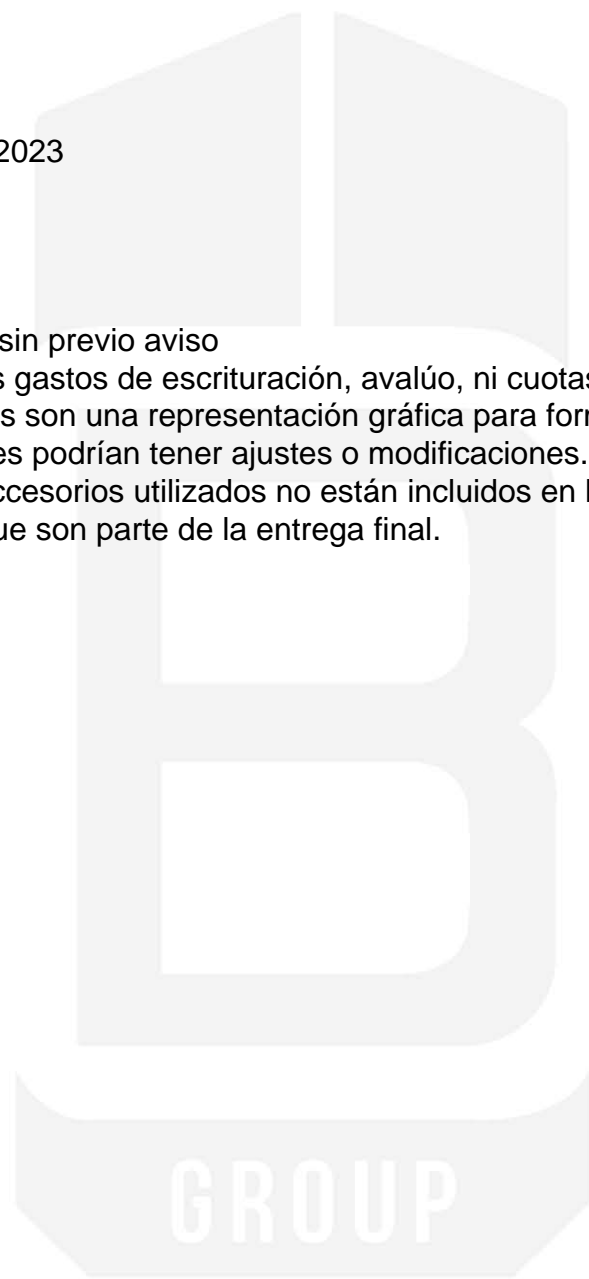 2023
sin previo aviso
s gastos de escrituración, avalúo, ni cuotas
s son una representación gráfica para for
es podrían tener ajustes o modificaciones.
ccesorios utilizados no están incluidos en
ue son parte de la entrega final.
B
GROUP